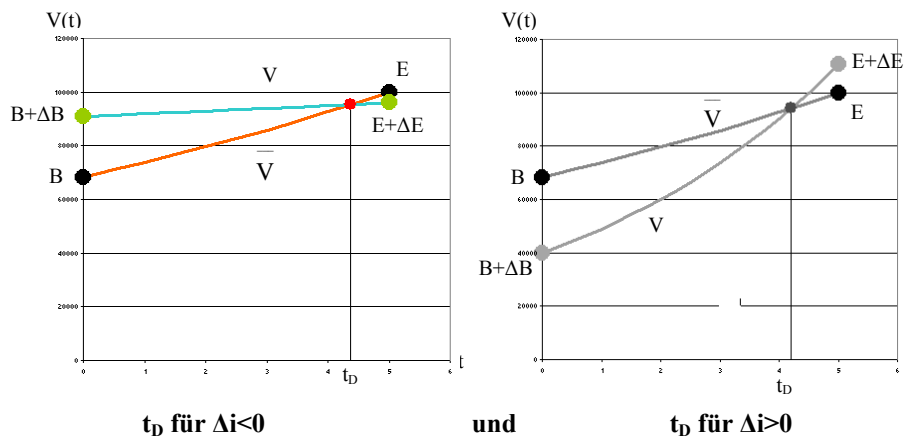 V(t)
120000
100000
80000
60000
40000
20000
0
0 1 2 3 4 5 6
V
E
B+ΔB
E+ΔE
V̅
B
t
t_D
V(t)
120000
100000
80000
60000
40000
20000
0
0 1 2 3 4 5 6
E+ΔE
V̅
E
B
V
B+ΔB
t_D
t_D für Δi<0 und t_D für Δi>0